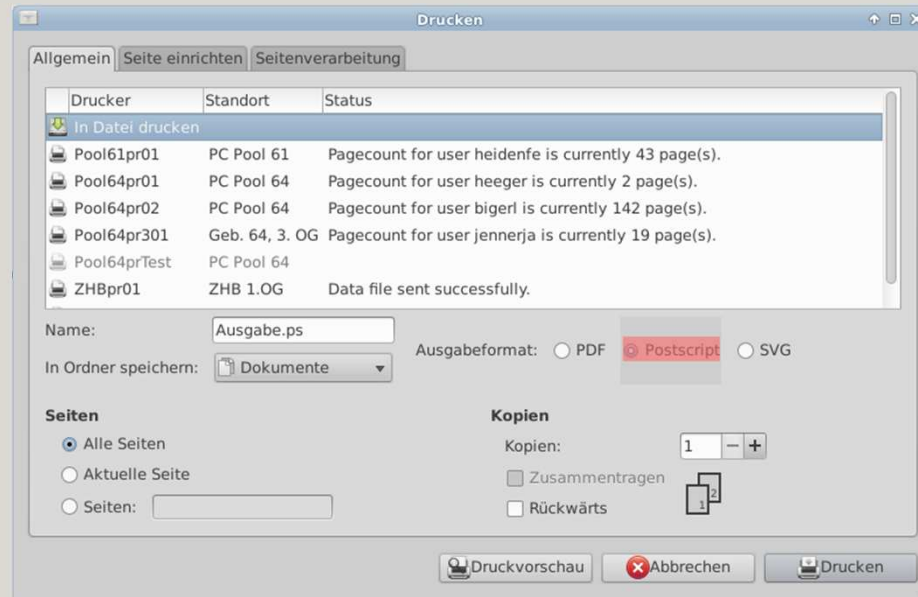 Drucken
Allgemein Seite einrichten Seitenverarbeitung
Drucker Standort Status
In Datei drucken
Pool61pr01 PC Pool 61 Pagecount for user heidenfe is currently 43 page(s).
Pool64pr01 PC Pool 64 Pagecount for user heeger is currently 2 page(s).
Pool64pr02 PC Pool 64 Pagecount for user bigerl is currently 142 page(s).
Pool64pr301 Geb. 64, 3. OG Pagecount for user jennerja is currently 19 page(s).
Pool64prTest PC Pool 64
ZHBpr01 ZHB 1.OG Data file sent successfully.
Name: Ausgabe.ps
Ausgabeformat: PDF Postscript SVG
In Ordner speichern: Dokumente
Seiten Kopien
Alle Seiten Kopien: 1
Aktuelle Seite Zusammentragen
Seiten: Rückwärts
1 2
Druckvorschau Abbrechen Drucken